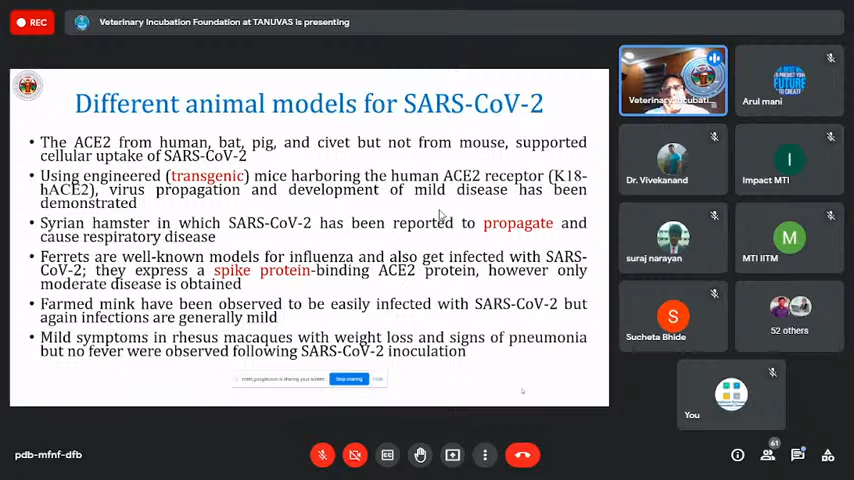 REC
Veterinary Incubation Foundation at TANUVAS is presenting
Different animal models for SARS-CoV-2
• The ACE2 from human, bat, pig, and civet but not from mouse, supported
cellular uptake of SARS-CoV-2
• Using engineered (transgenic) mice harboring the human ACE2 receptor (K18-
hACE2), virus propagation and development of mild disease has been
demonstrated
• Syrian hamster in which SARS-CoV-2 has been reported to propagate and
cause respiratory disease
• Ferrets are well-known models for influenza and also get infected with SARS-
CoV-2; they express a spike protein-binding ACE2 protein, however only
moderate disease is obtained
• Farmed mink have been observed to be easily infected with SARS-CoV-2 but
again infections are generally mild
• Mild symptoms in rhesus macaques with weight loss and signs of pneumonia
but no fever were observed following SARS-CoV-2 inoculation
meet.google.com is sharing your screen.
Stop sharing
Hide
Veterinary Incubati...
Arul mani
Dr. Vivekanand
I
Impact MTI
suraj narayan
M
MTI IITM
S
Sucheta Bhide
52 others
You
pdb-mfnf-dfb
61